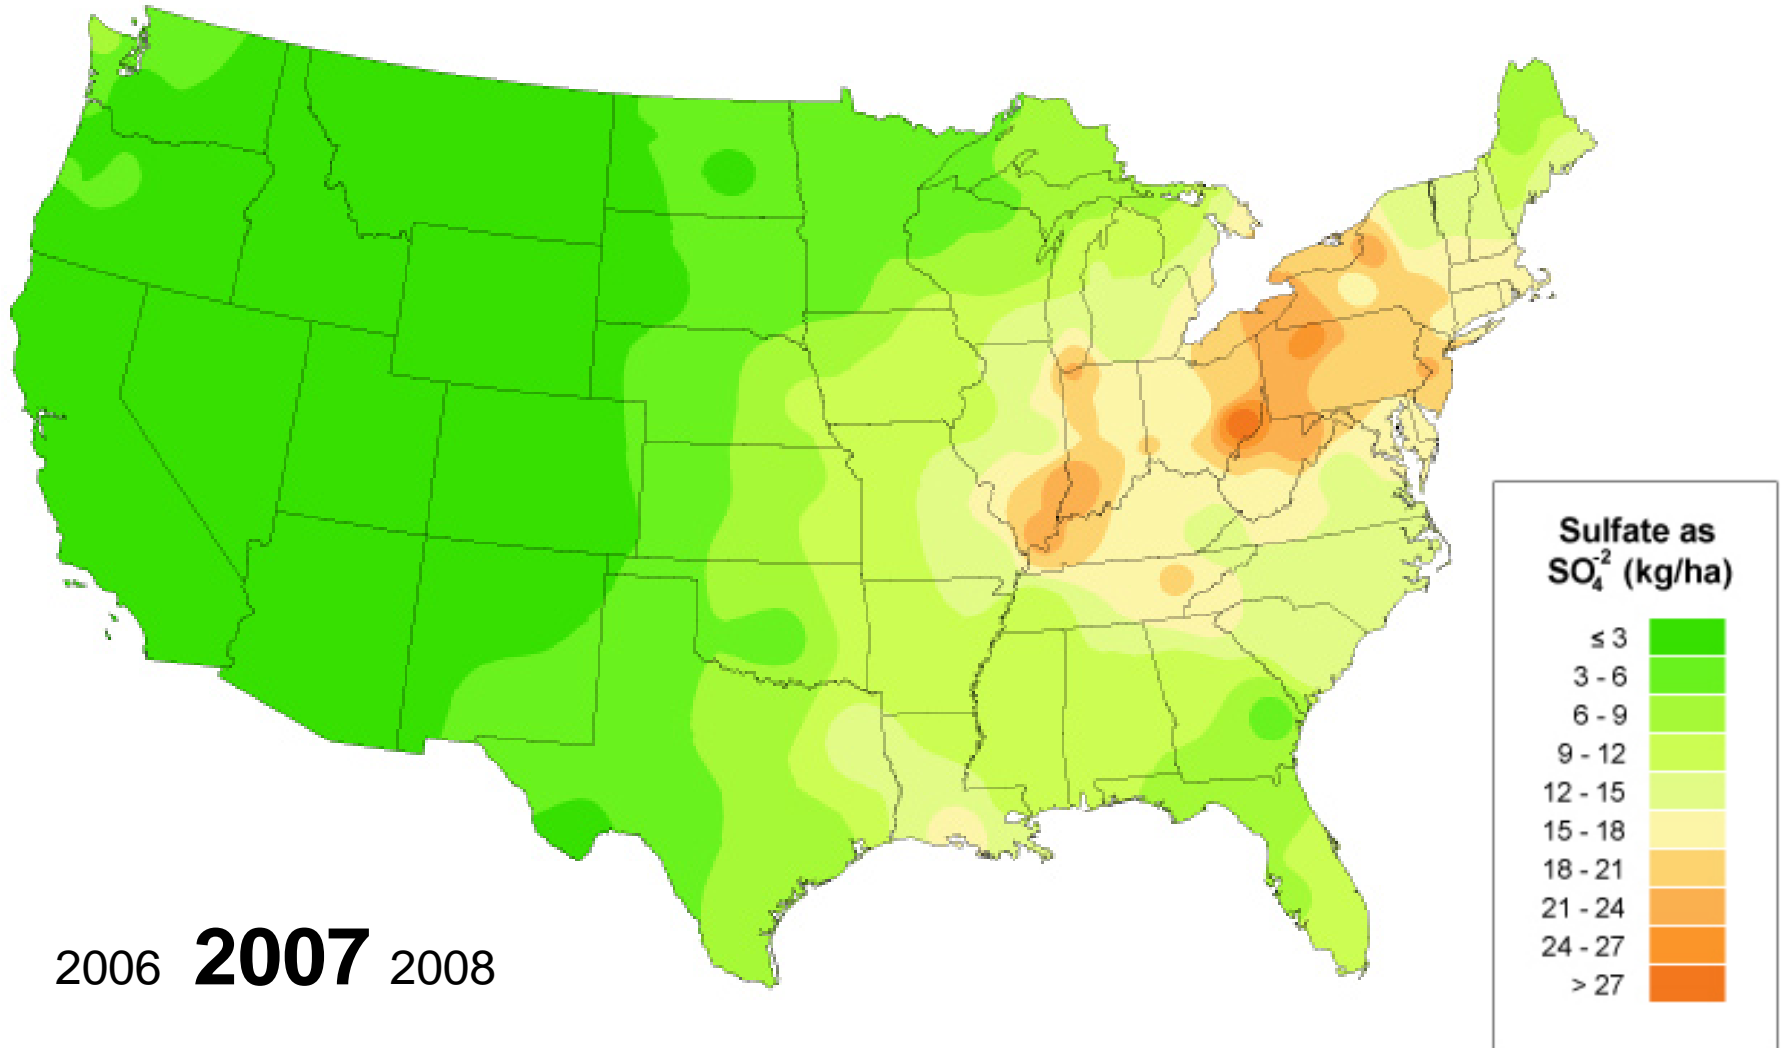 Sulfate as
SO₄⁻² (kg/ha)
≤ 3
3 - 6
6 - 9
9 - 12
12 - 15
15 - 18
18 - 21
21 - 24
24 - 27
> 27
2006 2007 2008